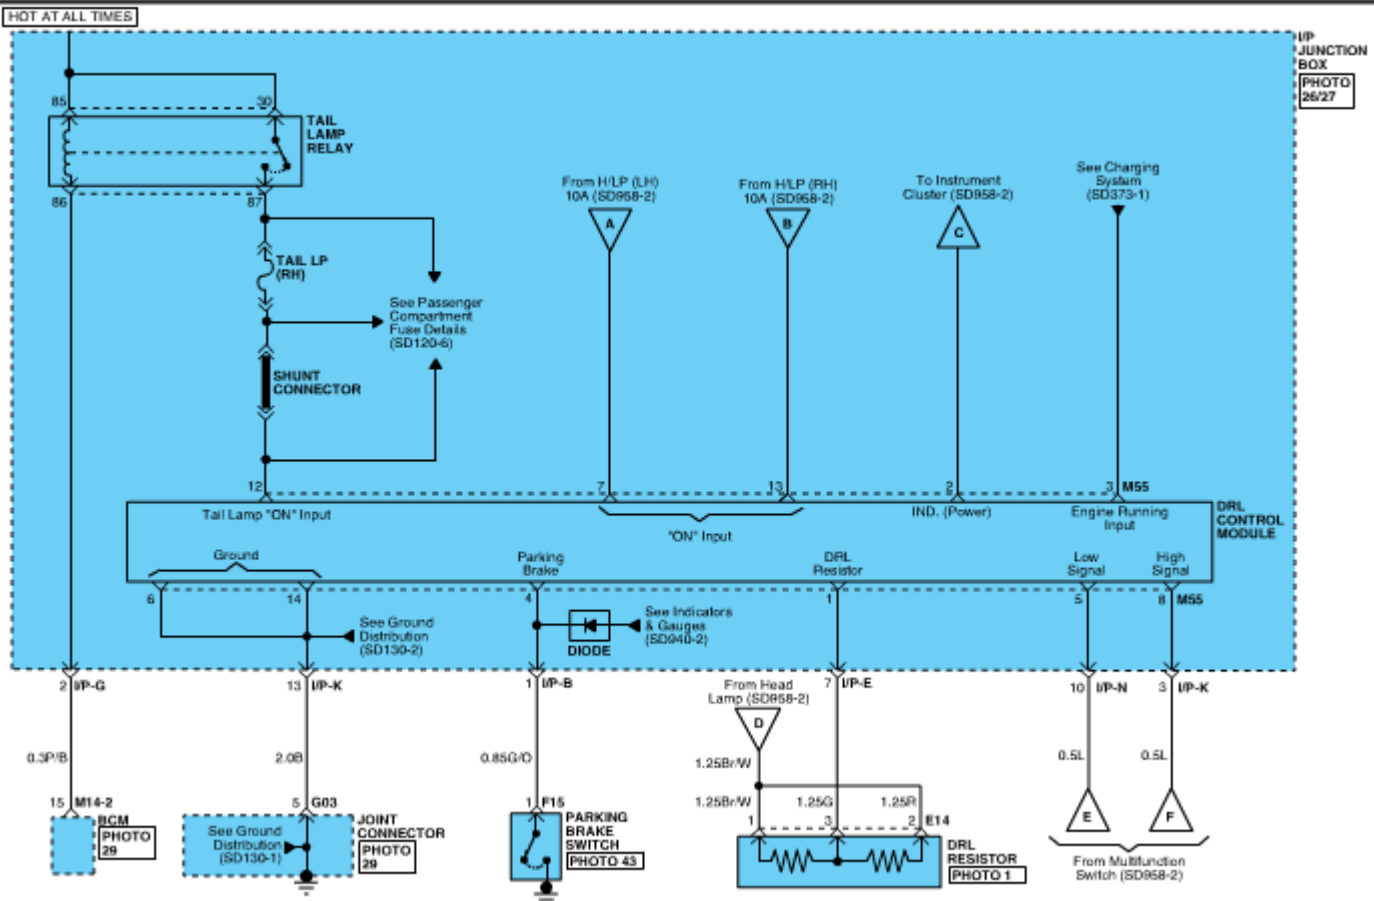 HOT AT ALL TIMES
I/P
JUNCTION
BOX
PHOTO
26/27
85
30
TAIL
LAMP
RELAY
86
87
From H/LP (LH)
10A (SD958-2)
A
From H/LP (RH)
10A (SD958-2)
B
To Instrument
Cluster (SD958-2)
C
See Charging
System
(SD373-1)
TAIL LP
(RH)
See Passenger
Compartment
Fuse Details
(SD120-6)
SHUNT
CONNECTOR
12
7
13
2
3
M55
Tail Lamp "ON" Input
"ON" Input
IND. (Power)
Engine Running
Input
DRL
CONTROL
MODULE
Ground
Parking
Brake
DRL
Resistor
Low
Signal
High
Signal
6
14
4
1
5
8
M55
See Ground
Distribution
(SD130-2)
DIODE
See Indicators
& Gauges
(SD940-2)
2
I/P-G
13
I/P-K
1
I/P-B
From Head
Lamp (SD958-2)
D
7
I/P-E
10
I/P-N
3
I/P-K
0.3P/B
2.0B
0.85G/O
1.25Br/W
0.5L
0.5L
1.25Br/W
1.25G
1.25R
15
M14-2
5
G03
1
F15
1
3
2
E14
BCM
PHOTO
29
See Ground
Distribution
(SD130-1)
JOINT
CONNECTOR
PHOTO
29
PARKING
BRAKE
SWITCH
PHOTO 43
DRL
RESISTOR
PHOTO 1
E
F
From Multifunction
Switch (SD958-2)